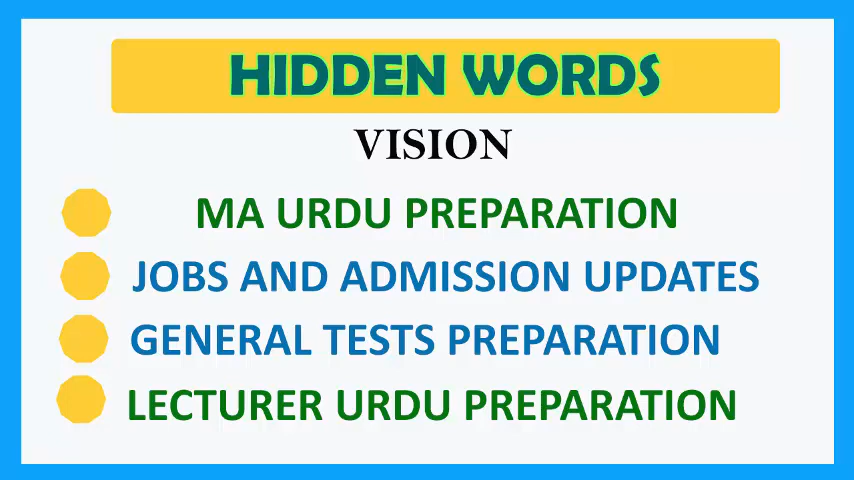 HIDDEN WORDS
VISION
MA URDU PREPARATION
JOBS AND ADMISSION UPDATES
GENERAL TESTS PREPARATION
LECTURER URDU PREPARATION